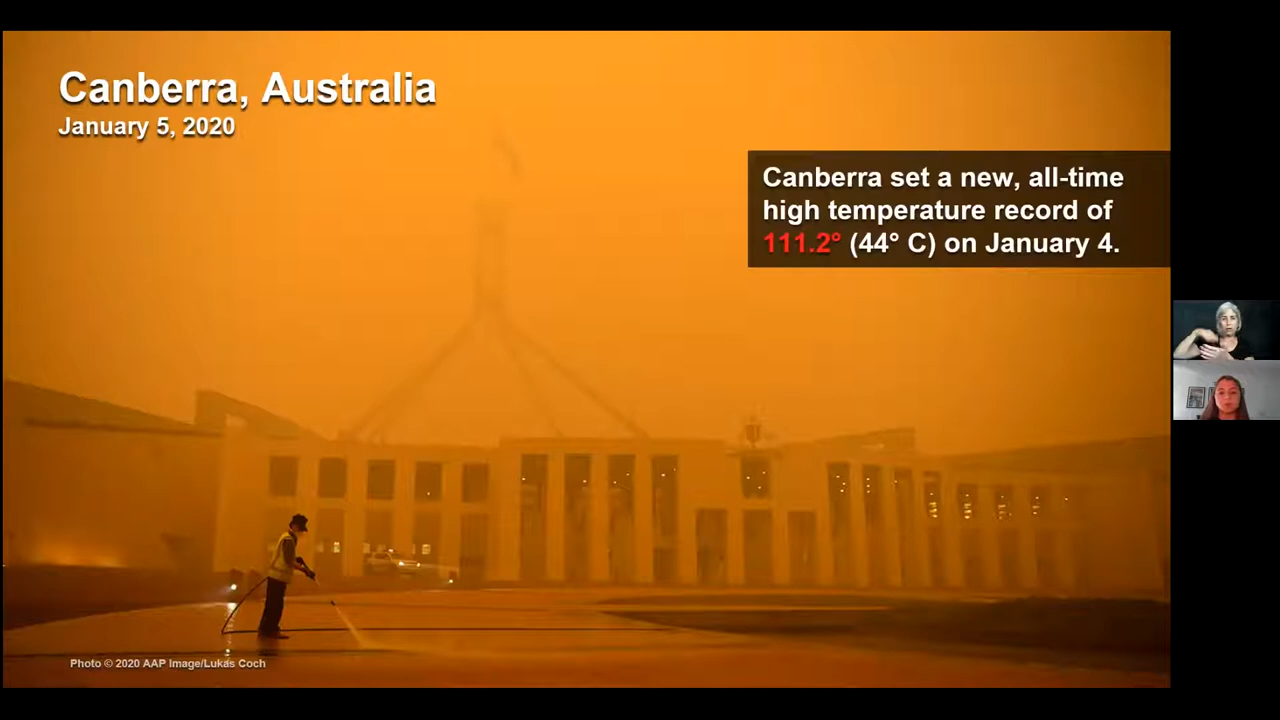 Canberra, Australia
January 5, 2020
Canberra set a new, all-time
high temperature record of
111.2° (44° C) on January 4.
Photo © 2020 AAP Image/Lukas Coch